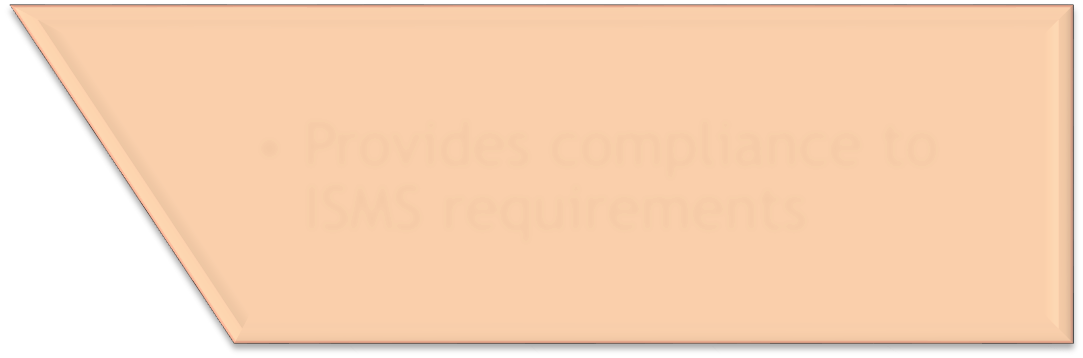 • Provides compliance to
ISMS requirements